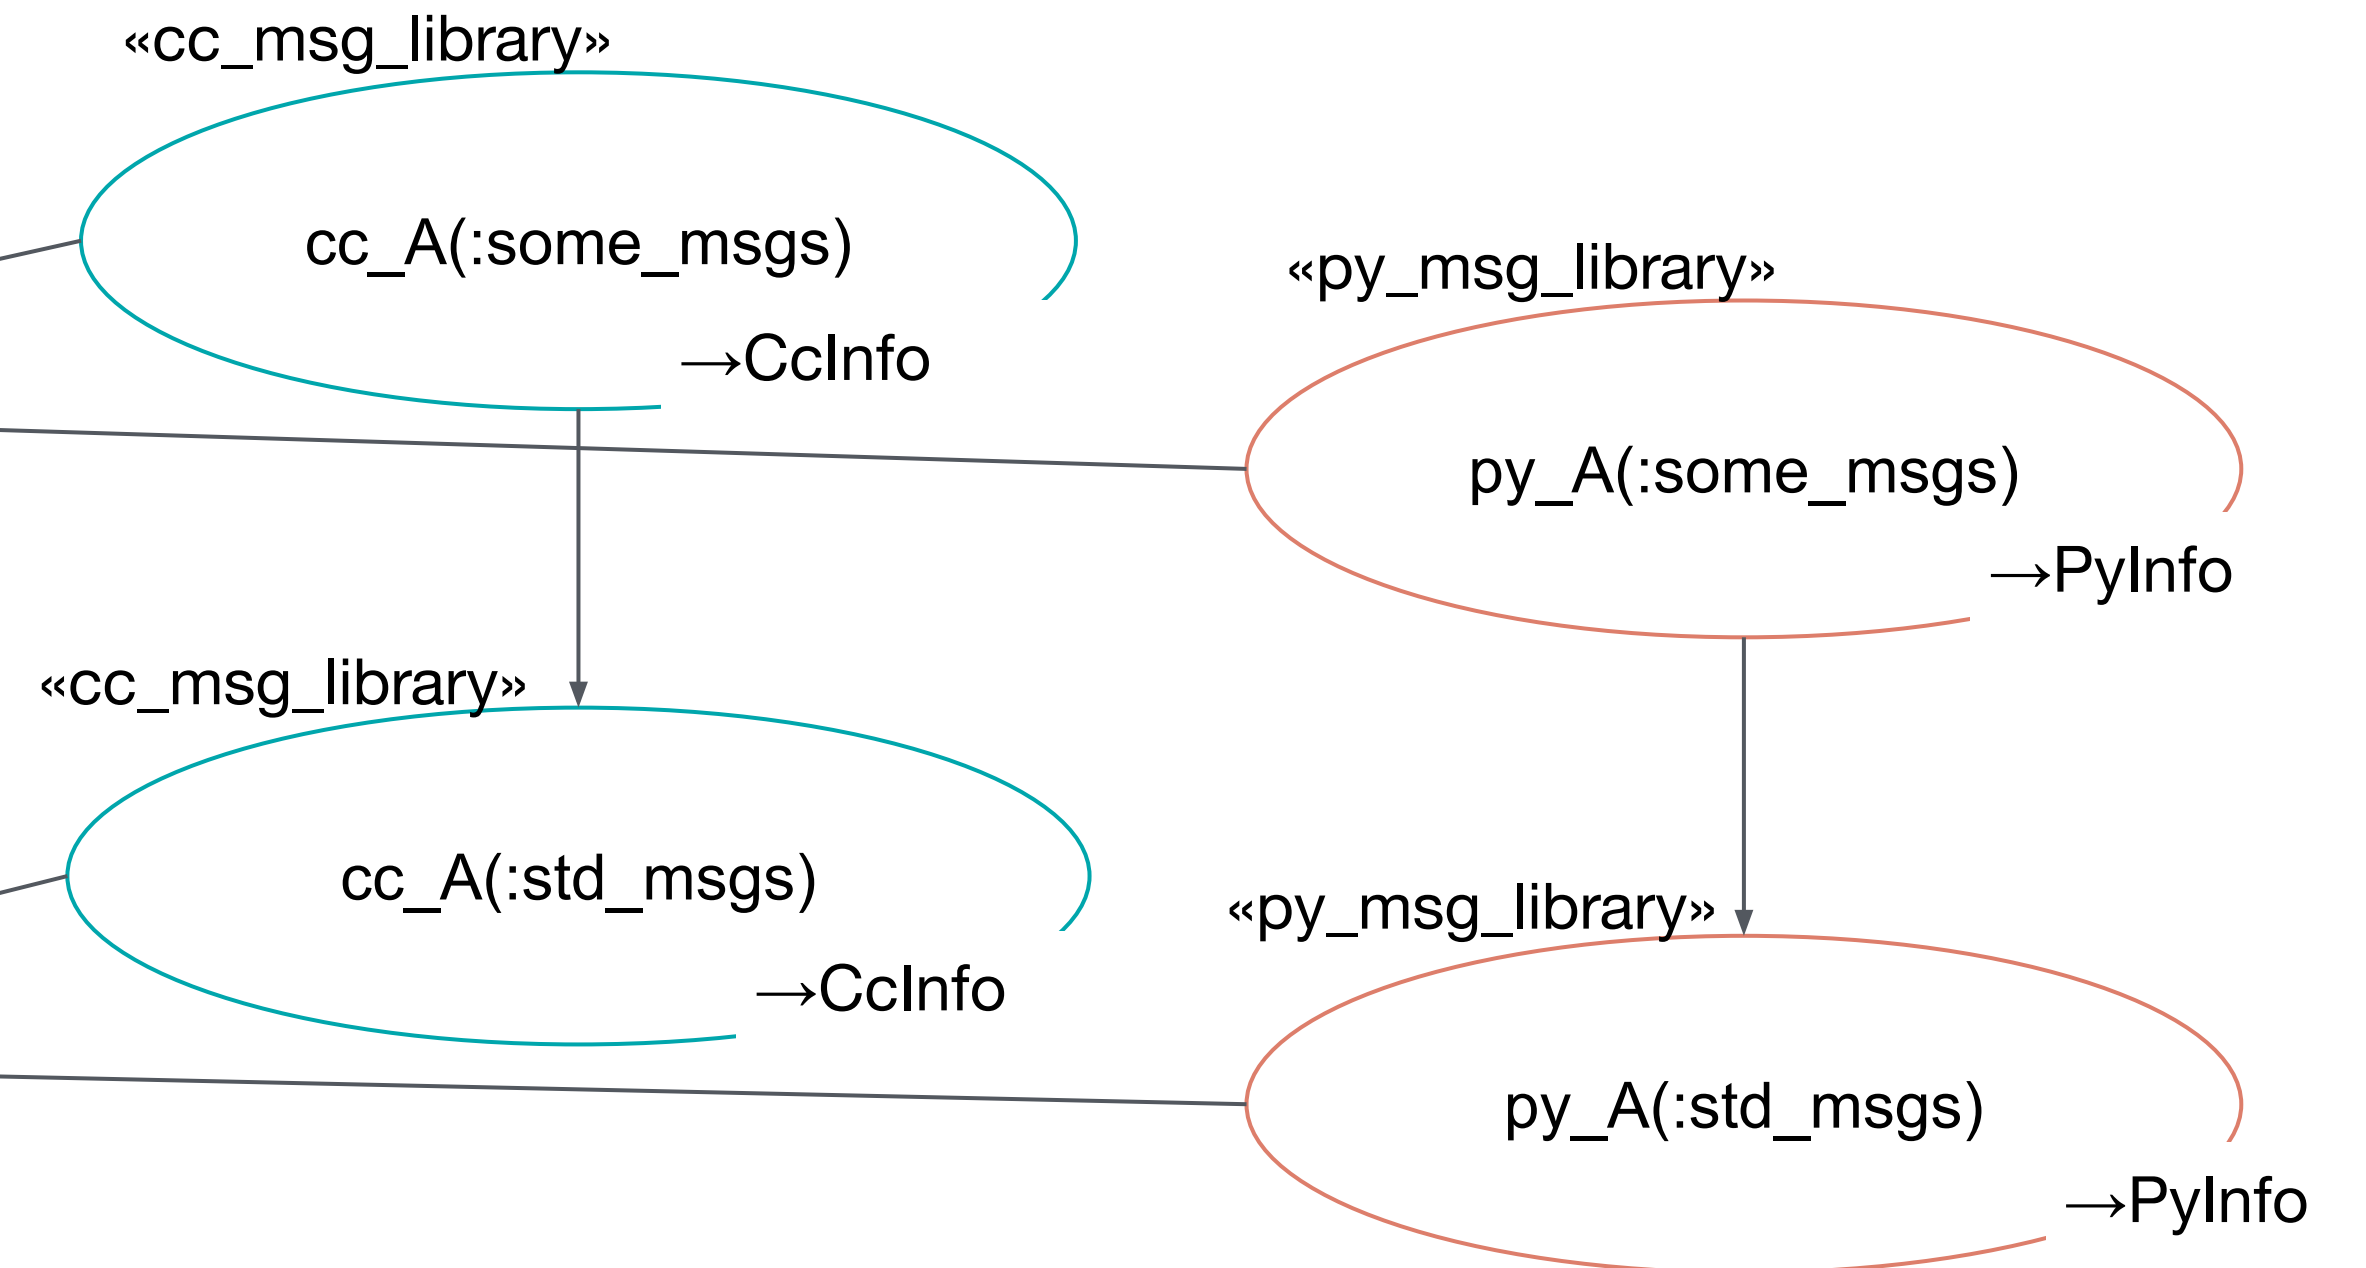 «cc_msg_library»
cc_A(:some_msgs)
→CcInfo
«py_msg_library»
py_A(:some_msgs)
→PyInfo
«cc_msg_library»
cc_A(:std_msgs)
→CcInfo
«py_msg_library»
py_A(:std_msgs)
→PyInfo